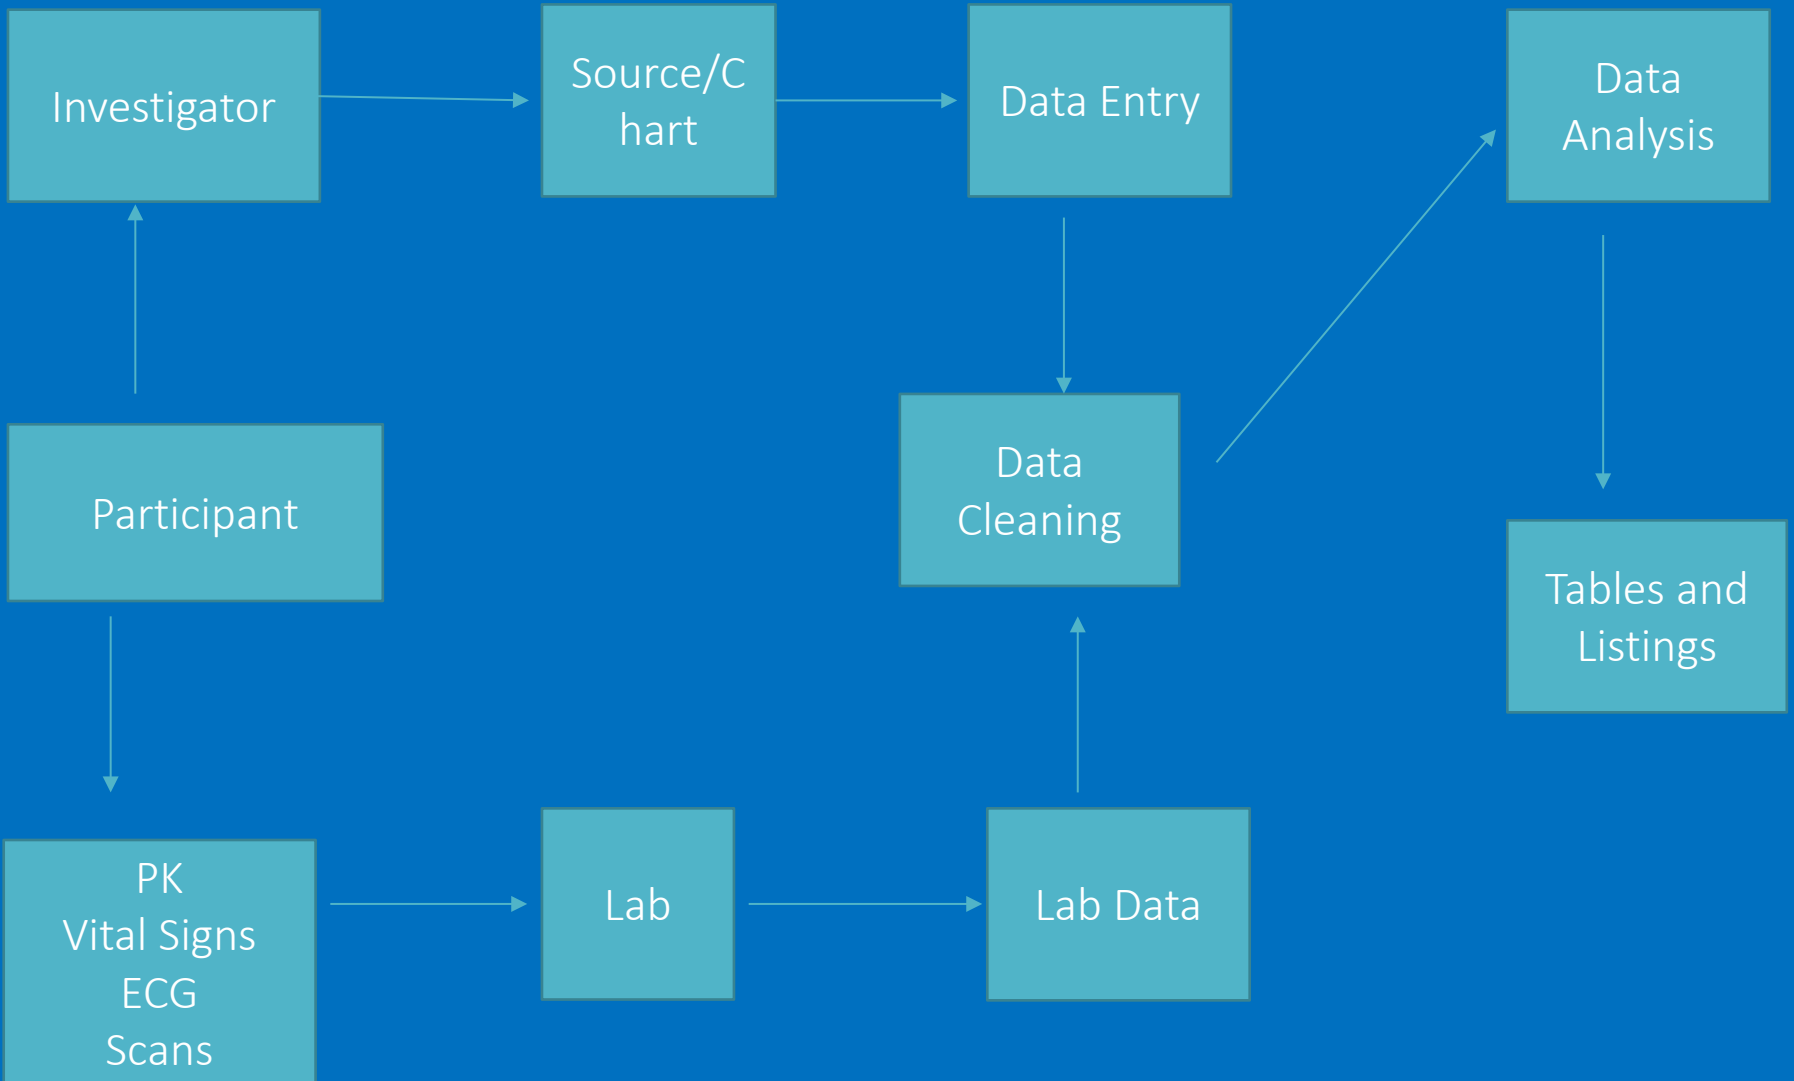 Investigator
Source/C
hart
Data Entry
Data
Analysis
Participant
Data
Cleaning
Tables and
Listings
PK
Vital Signs
ECG
Scans
Lab
Lab Data